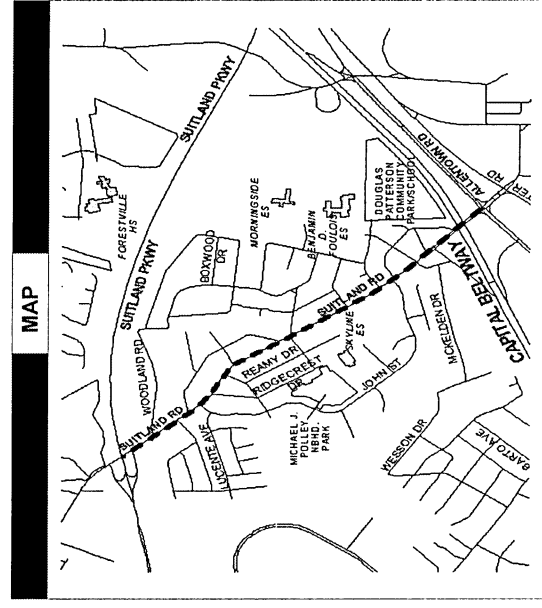 MAP
SUITLAND PKWY
FORESTVILLE
HS
SUITLAND PKWY
MORNINGSIDE
ES
BOXWOOD
DR
BENJAMIN
D.
FOULOIS
ES
DOUGLAS
PATTERSON
COMMUNITY
PARK/SCHOOL
ALLENTOWN RD
TER RD
WOODLAND RD
SUITLAND RD
SUITLAND RD
REAMY DR
RIDGECREST
DR
SKYLINE
ES
CAPITAL BELTWAY
LUCENTE AVE
MICHAEL J.
POLLEY
NBHD.
PARK
JOHN ST
MCKELDEN DR
WESSON DR
BARTO AVE